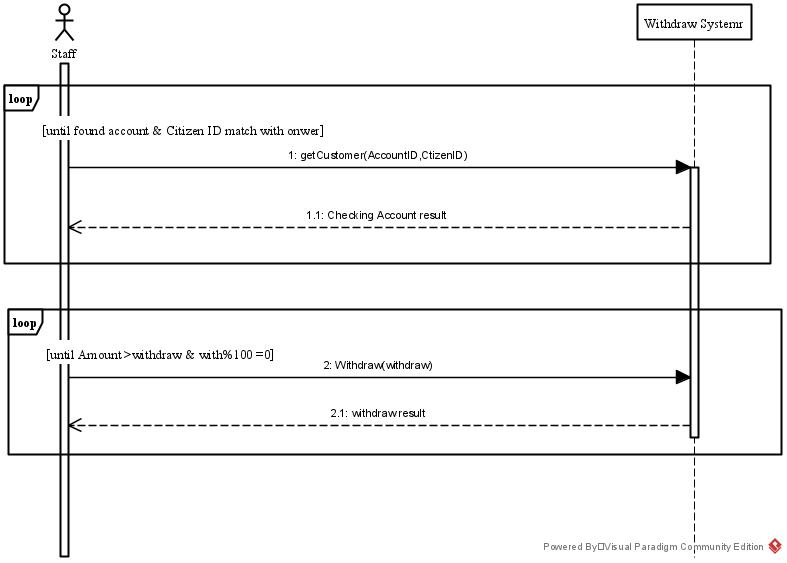 Staff
Withdraw Systemr
loop
[until found account & Citizen ID match with onwer]
1: getCustomer(AccountID,CtizenID)
1.1: Checking Account result
loop
[until Amount>withdraw & with%100 =0]
2: Withdraw(withdraw)
2.1: withdraw result
Powered By Visual Paradigm Community Edition